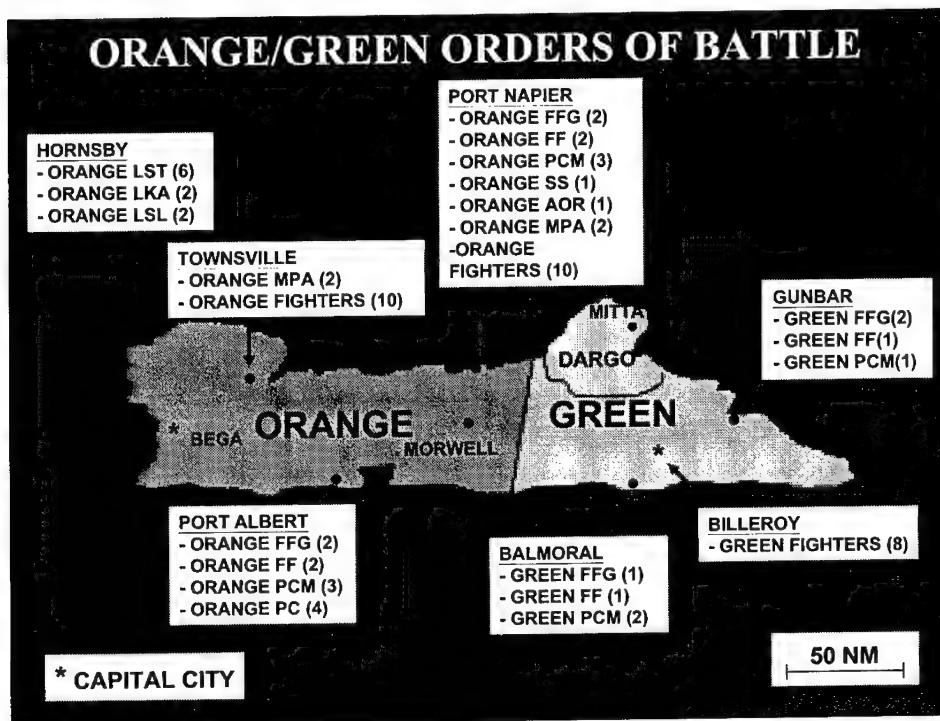 ORANGE/GREEN ORDERS OF BATTLE
PORT NAPIER
- ORANGE FFG (2)
- ORANGE FF (2)
- ORANGE PCM (3)
- ORANGE SS (1)
- ORANGE AOR (1)
- ORANGE MPA (2)
-ORANGE
FIGHTERS (10)
HORNSBY
- ORANGE LST (6)
- ORANGE LKA (2)
- ORANGE LSL (2)
TOWNSVILLE
- ORANGE MPA (2)
- ORANGE FIGHTERS (10)
GUNBAR
- GREEN FFG(2)
- GREEN FF(1)
- GREEN PCM(1)
MITTA
DARGO
ORANGE
GREEN
* BEGA
MORWELL
*
PORT ALBERT
- ORANGE FFG (2)
- ORANGE FF (2)
- ORANGE PCM (3)
- ORANGE PC (4)
BALMORAL
- GREEN FFG (1)
- GREEN FF (1)
- GREEN PCM (2)
BILLEROY
- GREEN FIGHTERS (8)
* CAPITAL CITY
50 NM